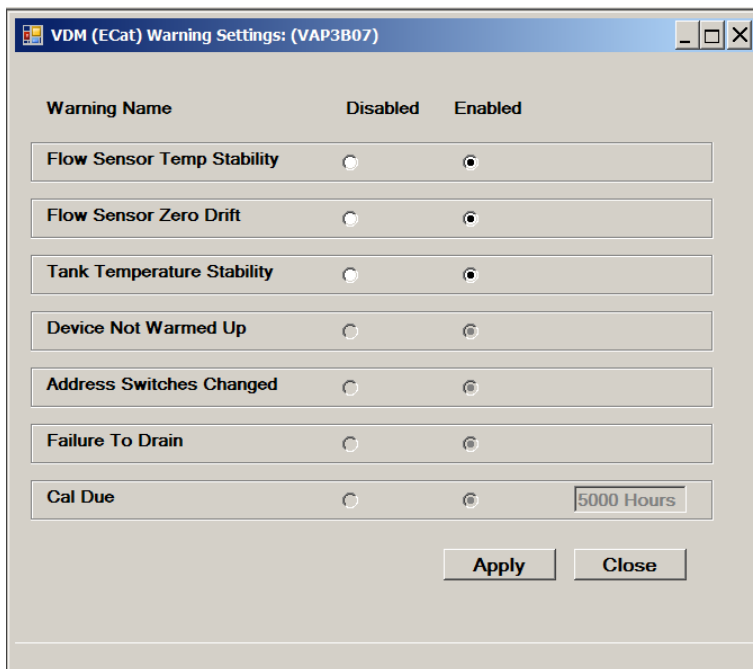 VDM (ECat) Warning Settings: (VAP3B07)
Warning Name Disabled Enabled
Flow Sensor Temp Stability
Flow Sensor Zero Drift
Tank Temperature Stability
Device Not Warmed Up
Address Switches Changed
Failure To Drain
Cal Due 5000 Hours
Apply Close